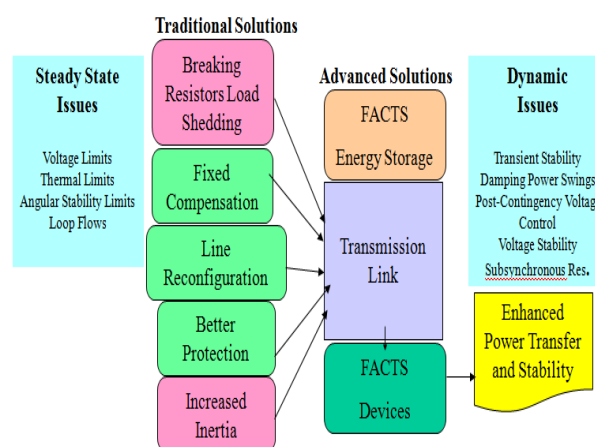 Traditional Solutions
Steady State
Issues
Voltage Limits
Thermal Limits
Angular Stability Limits
Loop Flows
Breaking
Resistors Load
Shedding
Fixed
Compensation
Line
Reconfiguration
Better
Protection
Increased
Inertia
Advanced Solutions
FACTS
Energy Storage
Transmission
Link
FACTS
Devices
Dynamic
Issues
Transient Stability
Damping Power Swings
Post-Contingency Voltag
Control
Voltage Stability
Subsynchronous Res.
Enhanced
Power Transfer
and Stability